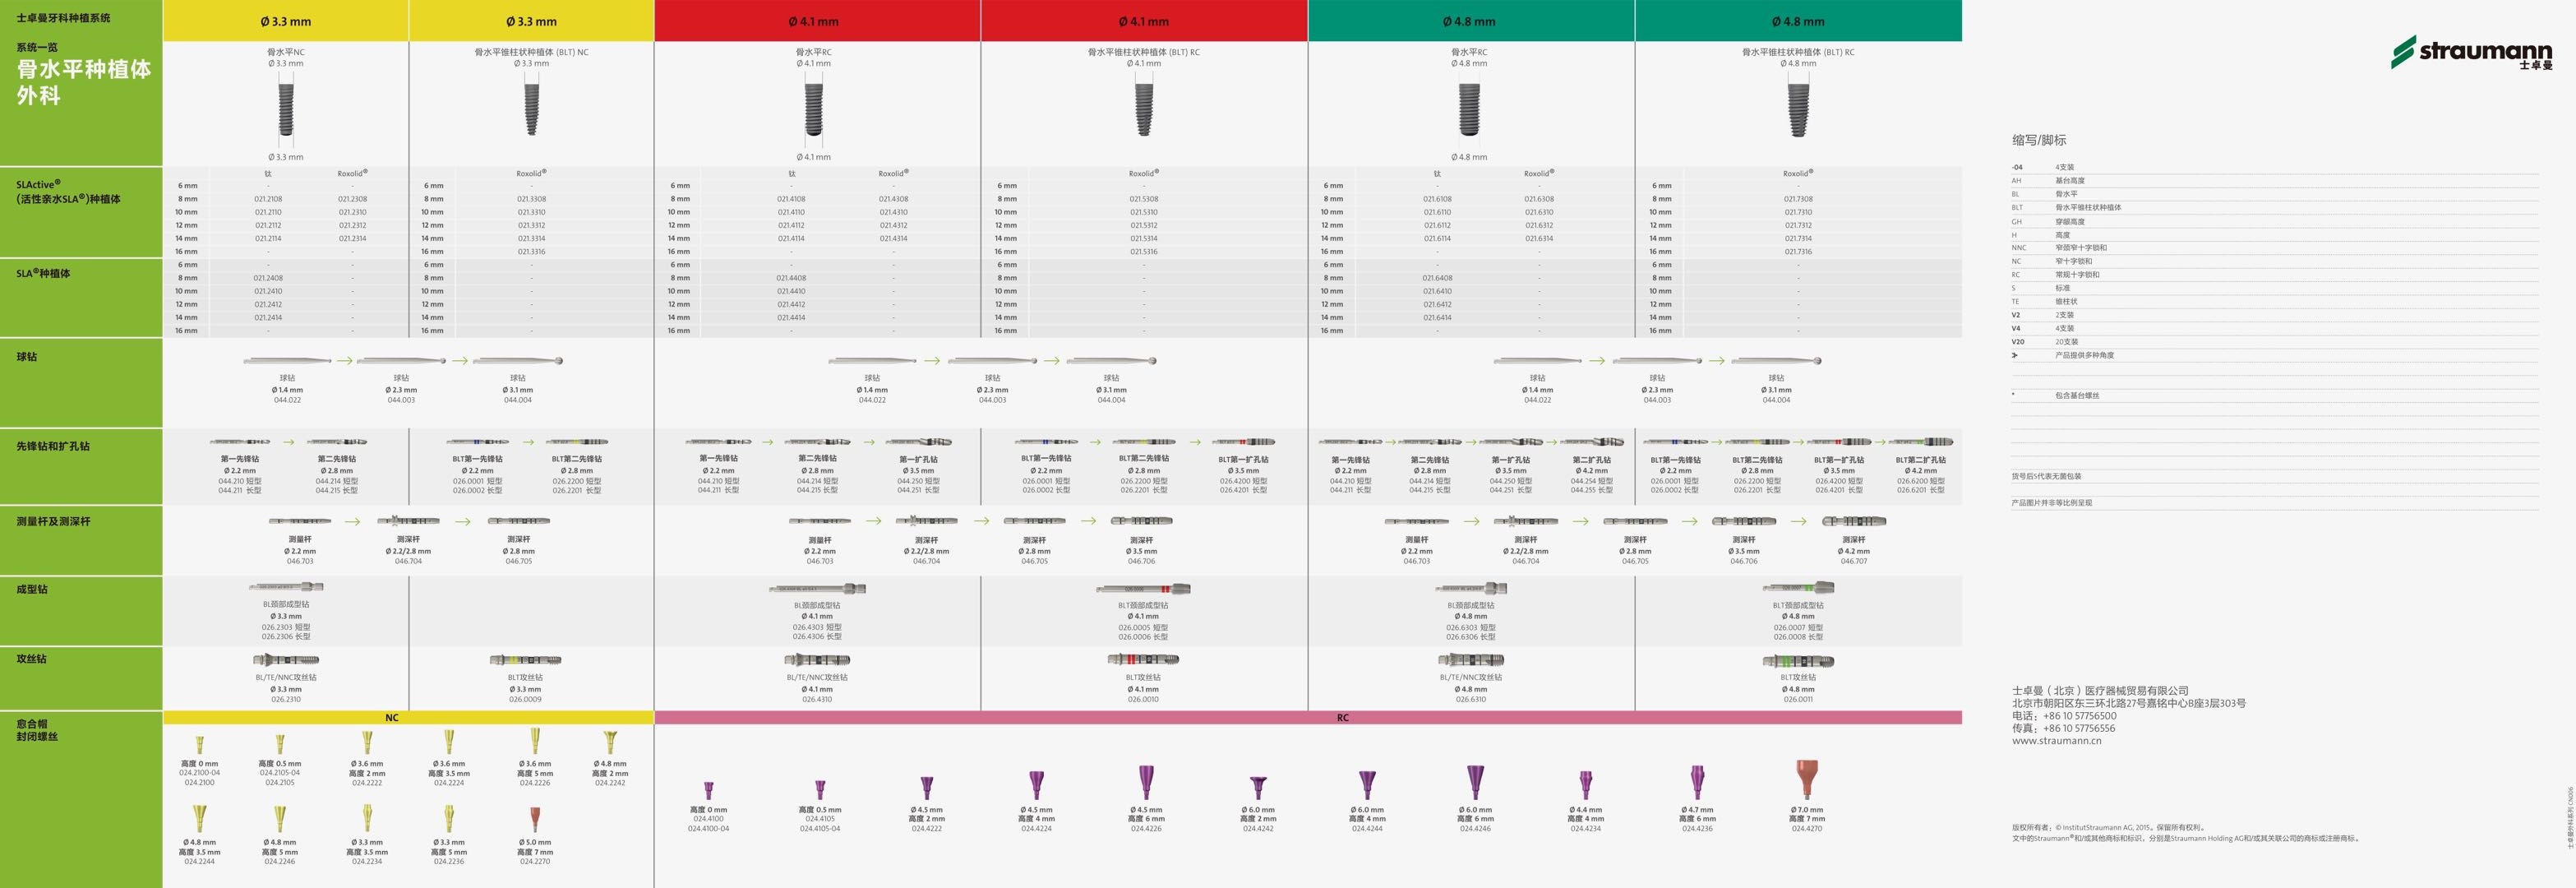 士卓曼牙科种植系统
系统一览
骨水平种植体
外科
Ø 3.3 mm
Ø 3.3 mm
Ø 4.1 mm
Ø 4.1 mm
Ø 4.8 mm
Ø 4.8 mm
骨水平NC
Ø 3.3 mm
Ø 3.3 mm
骨水平锥柱状种植体 (BLT) NC
Ø 3.3 mm
骨水平RC
Ø 4.1 mm
Ø 4.1 mm
骨水平锥柱状种植体 (BLT) RC
Ø 4.1 mm
骨水平RC
Ø 4.8 mm
Ø 4.8 mm
骨水平锥柱状种植体 (BLT) RC
Ø 4.8 mm
SLActive®
(活性亲水SLA®)种植体
钛 Roxolid® Roxolid® 钛 Roxolid® Roxolid® 钛 Roxolid® Roxolid®
6 mm - - 6 mm - 6 mm - - 6 mm - 6 mm - - 6 mm -
8 mm 021.2108 021.2308 8 mm 021.3308 8 mm 021.4108 021.4308 8 mm 021.5308 8 mm 021.6108 021.6308 8 mm 021.7308
10 mm 021.2110 021.2310 10 mm 021.3310 10 mm 021.4110 021.4310 10 mm 021.5310 10 mm 021.6110 021.6310 10 mm 021.7310
12 mm 021.2112 021.2312 12 mm 021.3312 12 mm 021.4112 021.4312 12 mm 021.5312 12 mm 021.6112 021.6312 12 mm 021.7312
14 mm 021.2114 021.2314 14 mm 021.3314 14 mm 021.4114 021.4314 14 mm 021.5314 14 mm 021.6114 021.6314 14 mm 021.7314
16 mm - - 16 mm 021.3316 16 mm - - 16 mm 021.5316 16 mm - - 16 mm 021.7316
SLA®种植体
6 mm - - 6 mm - 6 mm - - 6 mm - 6 mm - - 6 mm -
8 mm 021.2408 - 8 mm - 8 mm 021.4408 - 8 mm - 8 mm 021.6408 - 8 mm -
10 mm 021.2410 - 10 mm - 10 mm 021.4410 - 10 mm - 10 mm 021.6410 - 10 mm -
12 mm 021.2412 - 12 mm - 12 mm 021.4412 - 12 mm - 12 mm 021.6412 - 12 mm -
14 mm 021.2414 - 14 mm - 14 mm 021.4414 - 14 mm - 14 mm 021.6414 - 14 mm -
16 mm - - 16 mm - 16 mm - - 16 mm - 16 mm - - 16 mm -
球钻
球钻 球钻 球钻 球钻 球钻 球钻 球钻 球钻 球钻
Ø 1.4 mm Ø 2.3 mm Ø 3.1 mm Ø 1.4 mm Ø 2.3 mm Ø 3.1 mm Ø 1.4 mm Ø 2.3 mm Ø 3.1 mm
044.022 044.003 044.004 044.022 044.003 044.004 044.022 044.003 044.004
先锋钻和扩孔钻
第一先锋钻 第二先锋钻 BLT第一先锋钻 BLT第二先锋钻 第一先锋钻 第二先锋钻 第一扩孔钻 BLT第一先锋钻 BLT第二先锋钻 BLT第一扩孔钻 第一先锋钻 第二先锋钻 第一扩孔钻 第二扩孔钻 BLT第一先锋钻 BLT第二先锋钻 BLT第一扩孔钻 BLT第二扩孔钻
Ø 2.2 mm Ø 2.8 mm Ø 2.2 mm Ø 2.8 mm Ø 2.2 mm Ø 2.8 mm Ø 3.5 mm Ø 2.2 mm Ø 2.8 mm Ø 3.5 mm Ø 2.2 mm Ø 2.8 mm Ø 3.5 mm Ø 4.2 mm Ø 2.2 mm Ø 2.8 mm Ø 3.5 mm Ø 4.2 mm
044.210 短型 044.214 短型 026.0001 短型 026.2200 短型 044.210 短型 044.214 短型 044.250 短型 026.0001 短型 026.2200 短型 026.4200 短型 044.210 短型 044.214 短型 044.250 短型 044.254 短型 026.0001 短型 026.2200 短型 026.4200 短型 026.6200 短型
044.211 长型 044.215 长型 026.0002 长型 026.2201 长型 044.211 长型 044.215 长型 044.251 长型 026.0002 长型 026.2201 长型 026.4201 长型 044.211 长型 044.215 长型 044.251 长型 044.255 长型 026.0002 长型 026.2201 长型 026.4201 长型 026.6201 长型
测量杆及测深杆
测量杆 测深杆 测深杆 测量杆 测深杆 测深杆 测深杆 测量杆 测深杆 测深杆 测深杆 测深杆
Ø 2.2 mm Ø 2.2/2.8 mm Ø 2.8 mm Ø 2.2 mm Ø 2.2/2.8 mm Ø 2.8 mm Ø 3.5 mm Ø 2.2 mm Ø 2.2/2.8 mm Ø 2.8 mm Ø 3.5 mm Ø 4.2 mm
046.703 046.704 046.705 046.703 046.704 046.705 046.706 046.703 046.704 046.705 046.706 046.707
成型钻
BL颈部成型钻 BL颈部成型钻 BLT颈部成型钻 BL颈部成型钻 BLT颈部成型钻
Ø 3.3 mm Ø 4.1 mm Ø 4.1 mm Ø 4.8 mm Ø 4.8 mm
026.2303 短型 026.4303 短型 026.0005 短型 026.6303 短型 026.0007 短型
026.2306 长型 026.4306 长型 026.0006 长型 026.6306 长型 026.0008 长型
攻丝钻
BL/TE/NNC攻丝钻 BLT攻丝钻 BL/TE/NNC攻丝钻 BLT攻丝钻 BL/TE/NNC攻丝钻 BLT攻丝钻
Ø 3.3 mm Ø 3.3 mm Ø 4.1 mm Ø 4.1 mm Ø 4.8 mm Ø 4.8 mm
026.2310 026.0009 026.4310 026.0010 026.6310 026.0011
愈合帽
封闭螺丝
NC
高度 0 mm 高度 0.5 mm Ø 3.6 mm Ø 3.6 mm Ø 3.6 mm Ø 4.8 mm
024.2100-04 024.2105-04 高度 2 mm 高度 3.5 mm 高度 5 mm 高度 2 mm
024.2100 024.2105 024.2222 024.2224 024.2226 024.2242
Ø 4.8 mm Ø 4.8 mm Ø 3.3 mm Ø 3.3 mm Ø 5.0 mm
高度 3.5 mm 高度 5 mm 高度 3.5 mm 高度 5 mm 高度 7 mm
024.2244 024.2246 024.2234 024.2236 024.2270
RC
高度 0 mm 高度 0.5 mm Ø 4.5 mm Ø 4.5 mm Ø 4.5 mm Ø 6.0 mm Ø 6.0 mm Ø 6.0 mm Ø 4.4 mm Ø 4.7 mm Ø 7.0 mm
024.4100 024.4105 高度 2 mm 高度 4 mm 高度 6 mm 高度 2 mm 高度 4 mm 高度 6 mm 高度 4 mm 高度 6 mm 高度 7 mm
024.4100-04 024.4105-04 024.4222 024.4224 024.4226 024.4242 024.4244 024.4246 024.4234 024.4236 024.4270
straumann
士卓曼
缩写/脚标
-04 4支装
AH 基台高度
BL 骨水平
BLT 骨水平锥柱状种植体
GH 穿龈高度
H 高度
NNC 窄颈窄十字锁和
NC 窄十字锁和
RC 常规十字锁和
S 标准
TE 锥柱状
V2 2支装
V4 4支装
V20 20支装
产品提供多种角度
* 包含基台螺丝
货号后S代表无菌包装
产品图片并非等比例呈现
士卓曼（北京）医疗器械贸易有限公司
北京市朝阳区东三环北路27号嘉铭中心B座3层303号
电话：+86 10 57756500
传真：+86 10 57756556
www.straumann.cn
版权所有者：© InstitutStraumann AG, 2015。保留所有权利。
文中的Straumann®和/或其他商标和标识，分别是Straumann Holding AG和/或其关联公司的商标或注册商标。
士卓曼外科系列 CN006